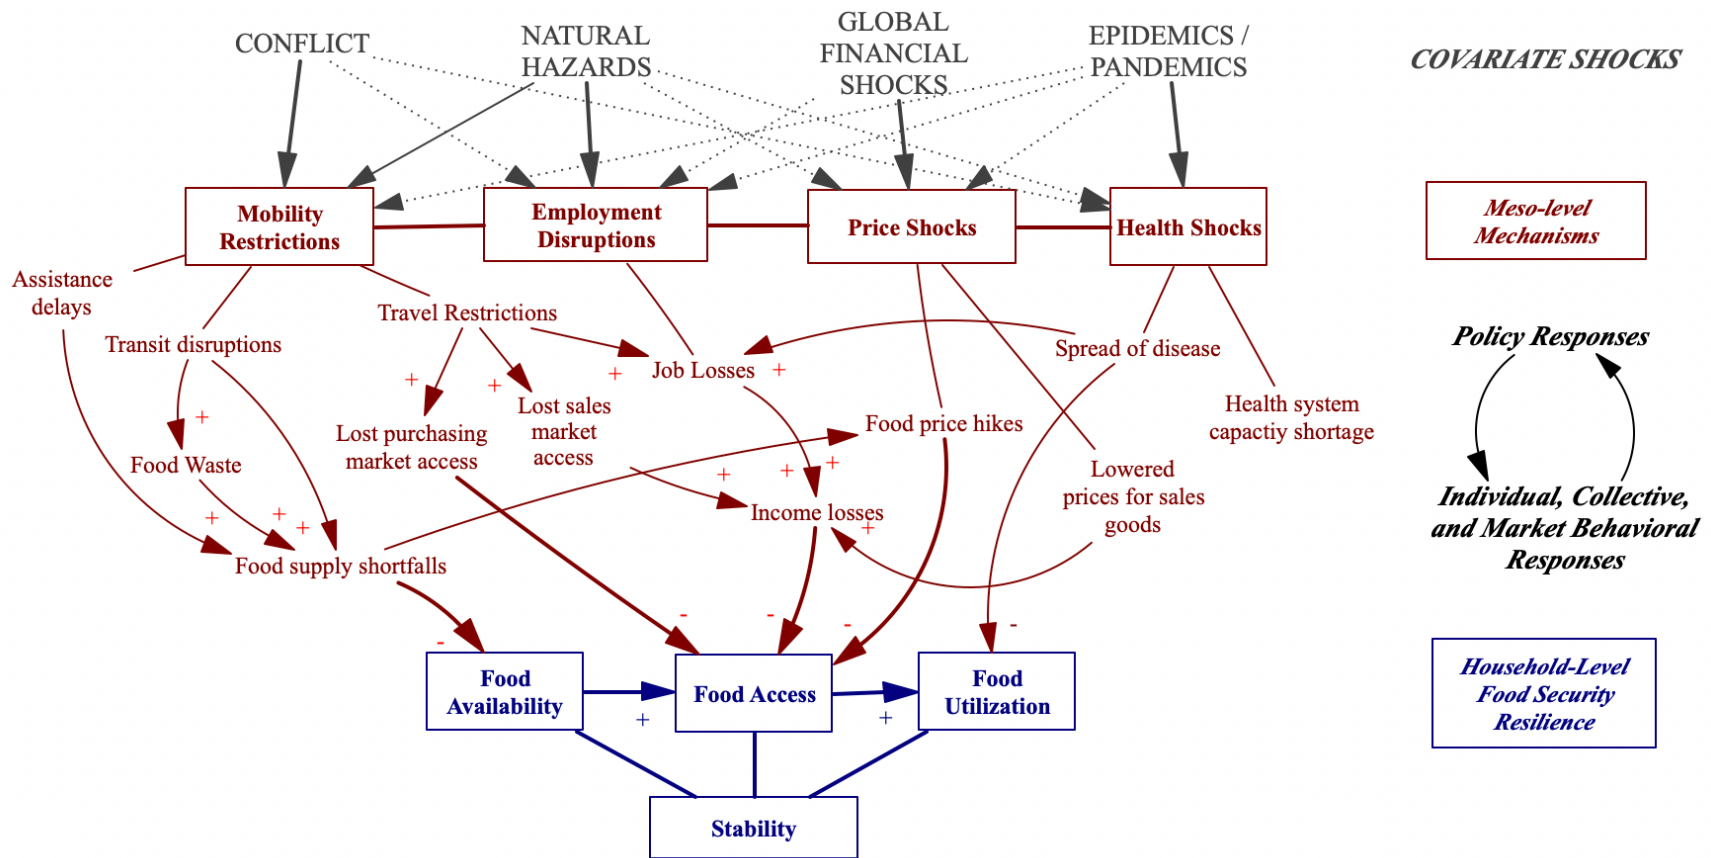 CONFLICT
NATURAL
HAZARDS
GLOBAL
FINANCIAL
SHOCKS
EPIDEMICS /
PANDEMICS
COVARIATE SHOCKS
Mobility
Restrictions
Employment
Disruptions
Price Shocks
Health Shocks
Meso-level
Mechanisms
Assistance
delays
Transit disruptions
Travel Restrictions
Job Losses
Spread of disease
Policy Responses
+
+
+
+
Lost purchasing
market access
Lost sales
market
access
Food price hikes
Health system
capactiy shortage
+
Food Waste
+
+
+
Lowered
prices for sales
goods
Individual, Collective,
and Market Behavioral
Responses
+
+
+
Income losses
+
Food supply shortfalls
-
-
-
-
-
Food
Availability
+
Food Access
+
Food
Utilization
Household-Level
Food Security
Resilience
Stability